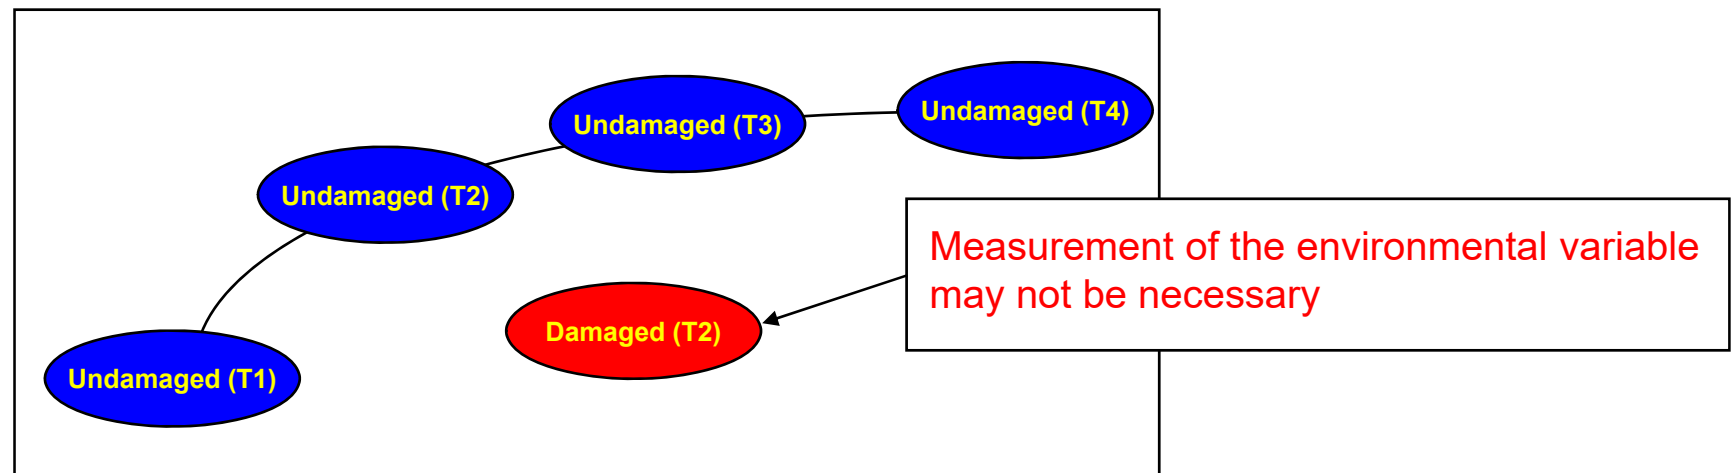 Undamaged (T4)
Undamaged (T3)
Undamaged (T2)
Measurement of the environmental variable
may not be necessary
Damaged (T2)
Undamaged (T1)